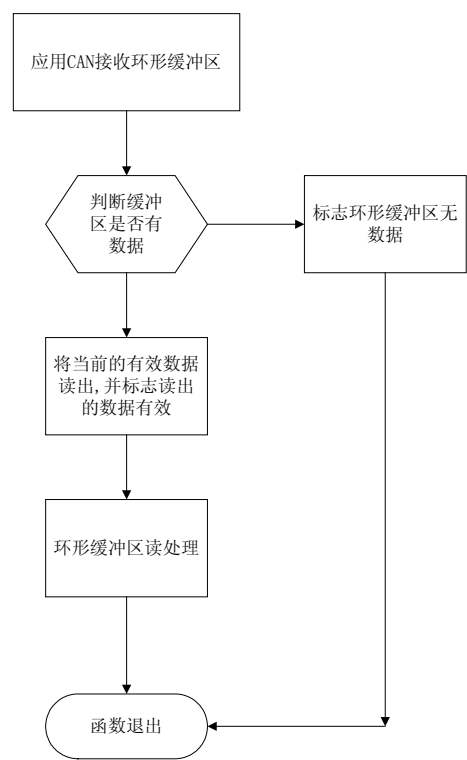 应用CAN接收环形缓冲区
判断缓冲
区是否有
数据
标志环形缓冲区无
数据
将当前的有效数据
读出,并标志读出
的数据有效
环形缓冲区读处理
函数退出